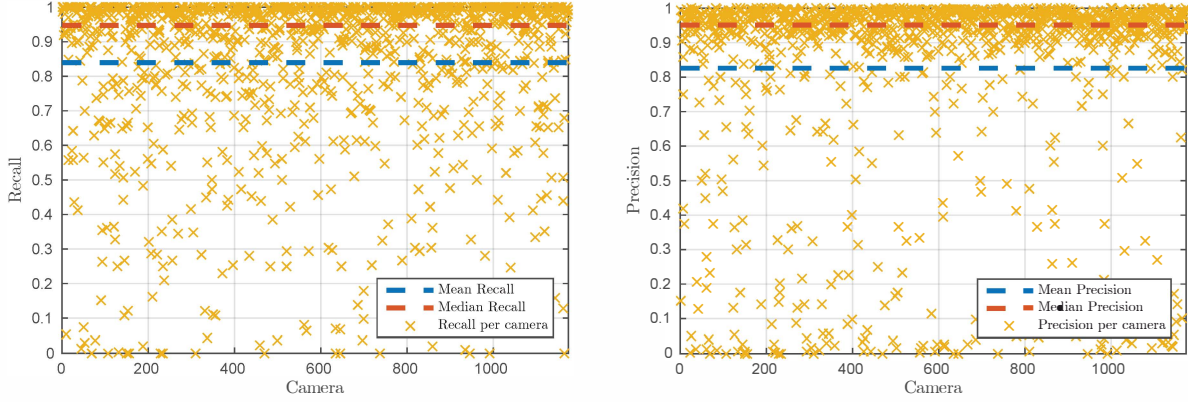 1
0.9
0.8
0.7
0.6
0.5
0.4
0.3
0.2
0.1
0
Recall
0 200 400 600 800 1000
Camera
Mean Recall
Median Recall
Recall per camera
1
0.9
0.8
0.7
0.6
0.5
0.4
0.3
0.2
0.1
0
Precision
0 200 400 600 800 1000
Camera
Mean Precision
Median Precision
Precision per camera